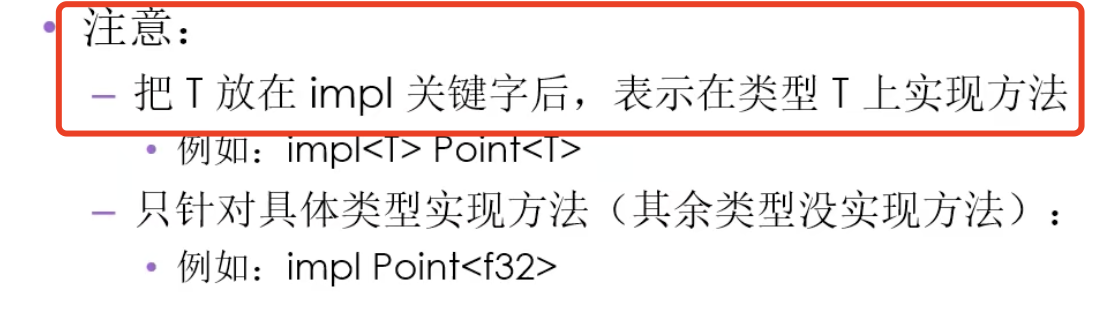 • 注意：
– 把 T 放在 impl 关键字后，表示在类型 T 上实现方法
• 例如：impl<T> Point<T>
– 只针对具体类型实现方法（其余类型没实现方法）：
• 例如：impl Point<f32>